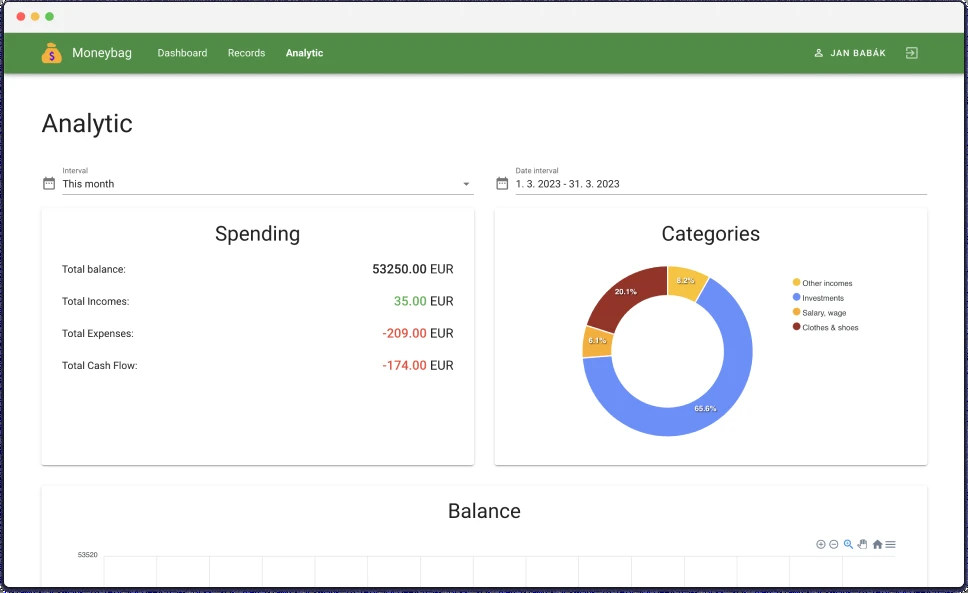 Moneybag Dashboard Records Analytic JAN BABÁK
Analytic
Interval
This month
Date interval
1. 3. 2023 - 31. 3. 2023
Spending
Total balance: 53250.00 EUR
Total Incomes: 35.00 EUR
Total Expenses: -209.00 EUR
Total Cash Flow: -174.00 EUR
Categories
8.2%
20.1%
6.1%
65.6%
Other incomes
Investments
Salary, wage
Clothes & shoes
Balance
53520